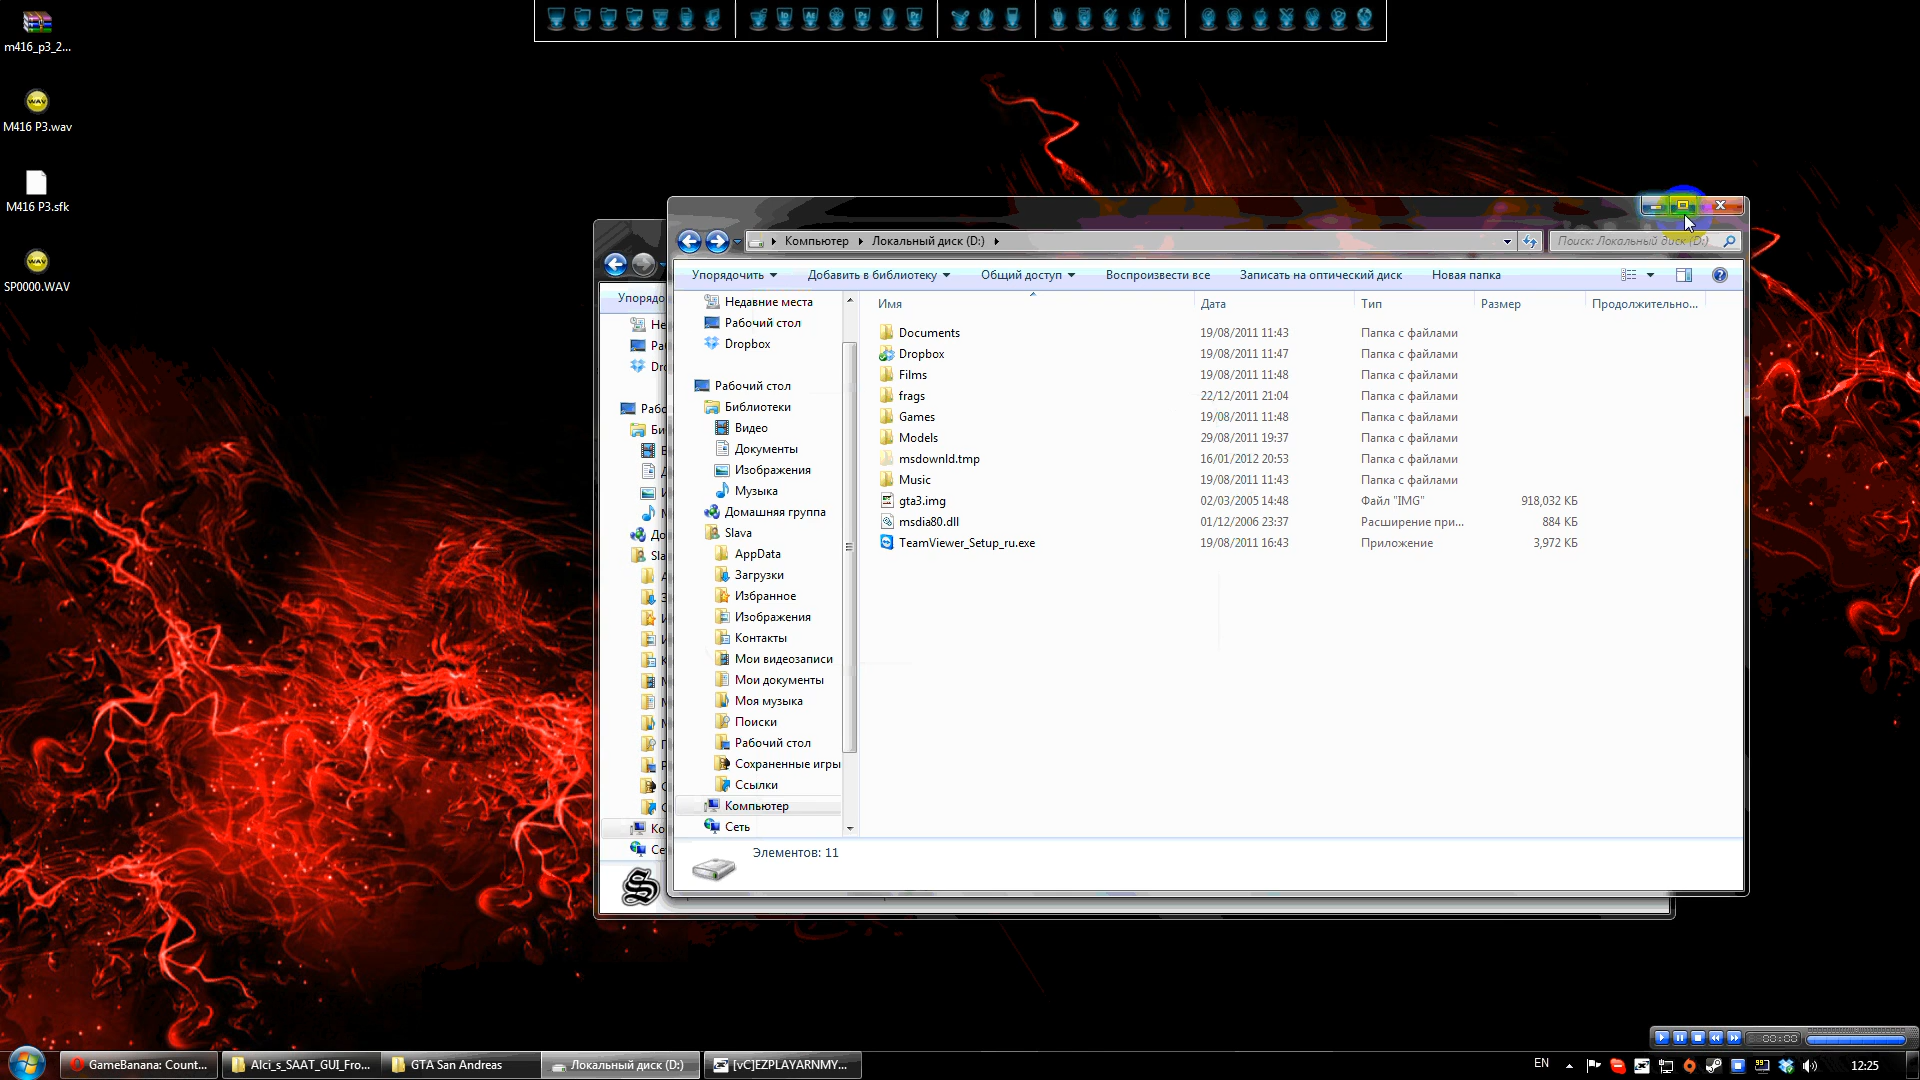 m416_p3_2...
M416 P3.wav
M416 P3.sfk
SP0000.WAV
Компьютер
Локальный диск (D:)
Поиск: Локальный диск (D:)
Упорядочить
Добавить в библиотеку
Общий доступ
Воспроизвести все
Записать на оптический диск
Новая папка
Недавние места
Рабочий стол
Dropbox
Рабочий стол
Библиотеки
Видео
Документы
Изображения
Музыка
Домашняя группа
Slava
AppData
Загрузки
Избранное
Изображения
Контакты
Мои видеозаписи
Мои документы
Моя музыка
Поиски
Рабочий стол
Сохраненные игры
Ссылки
Компьютер
Сеть
Имя Дата Тип Размер Продолжительно...
Documents 19/08/2011 11:43 Папка с файлами
Dropbox 19/08/2011 11:47 Папка с файлами
Films 19/08/2011 11:48 Папка с файлами
frags 22/12/2011 21:04 Папка с файлами
Games 19/08/2011 11:48 Папка с файлами
Models 29/08/2011 19:37 Папка с файлами
msdownld.tmp 16/01/2012 20:53 Папка с файлами
Music 19/08/2011 11:43 Папка с файлами
gta3.img 02/03/2005 14:48 Файл "IMG" 918,032 КБ
msdia80.dll 01/12/2006 23:37 Расширение при... 884 КБ
TeamViewer_Setup_ru.exe 19/08/2011 16:43 Приложение 3,972 КБ
Элементов: 11
00:00
GameBanana: Count...
Alci_s_SAAT_GUI_Fro...
GTA San Andreas
Локальный диск (D:)
[vC]EZPLAYARNMY...
EN
12:25